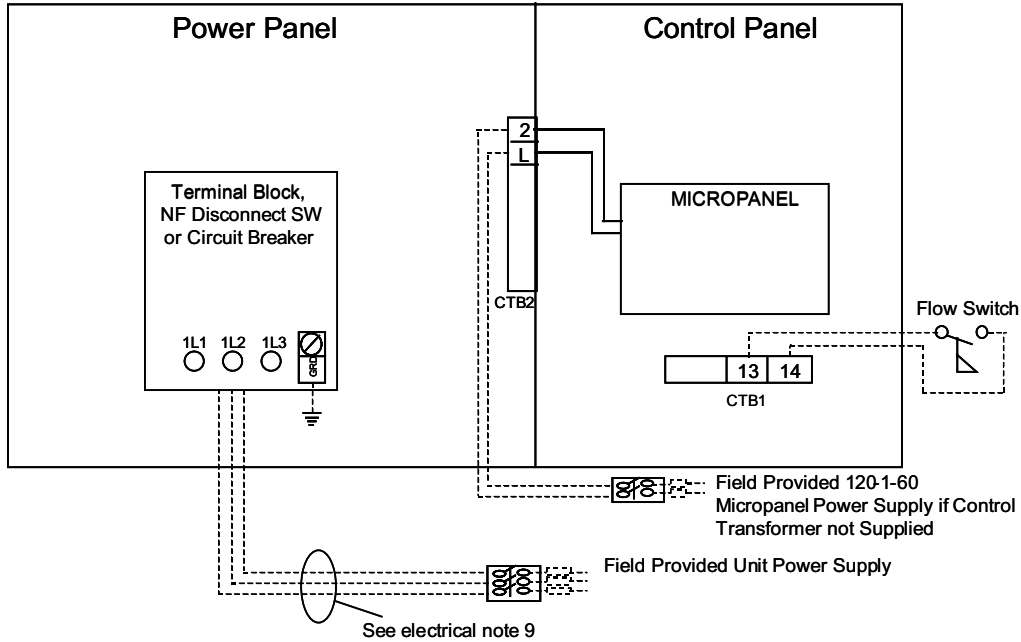 Power Panel
Control Panel
2
L
Terminal Block,
NF Disconnect SW
or Circuit Breaker
MICROPANEL
CTB2
Flow Switch
1L1 1L2 1L3
GRD
13 14
CTB1
Field Provided 120-1-60
Micropanel Power Supply if Control
Transformer not Supplied
Field Provided Unit Power Supply
See electrical note 9